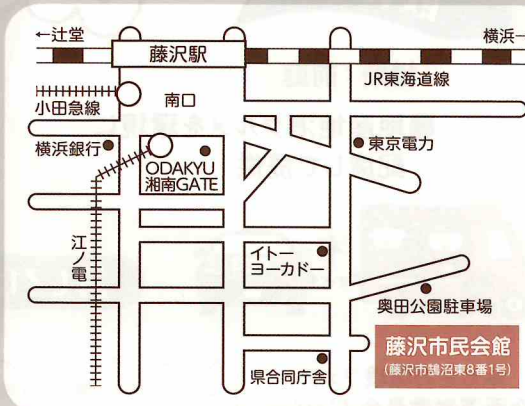 ←辻堂
横浜→
藤沢駅
JR東海道線
小田急線
南口
横浜銀行
ODAKYU
湘南GATE
東京電力
江ノ電
イトー
ヨーカドー
奥田公園駐車場
藤沢市民会館
(藤沢市鵠沼東8番1号)
県合同庁舎